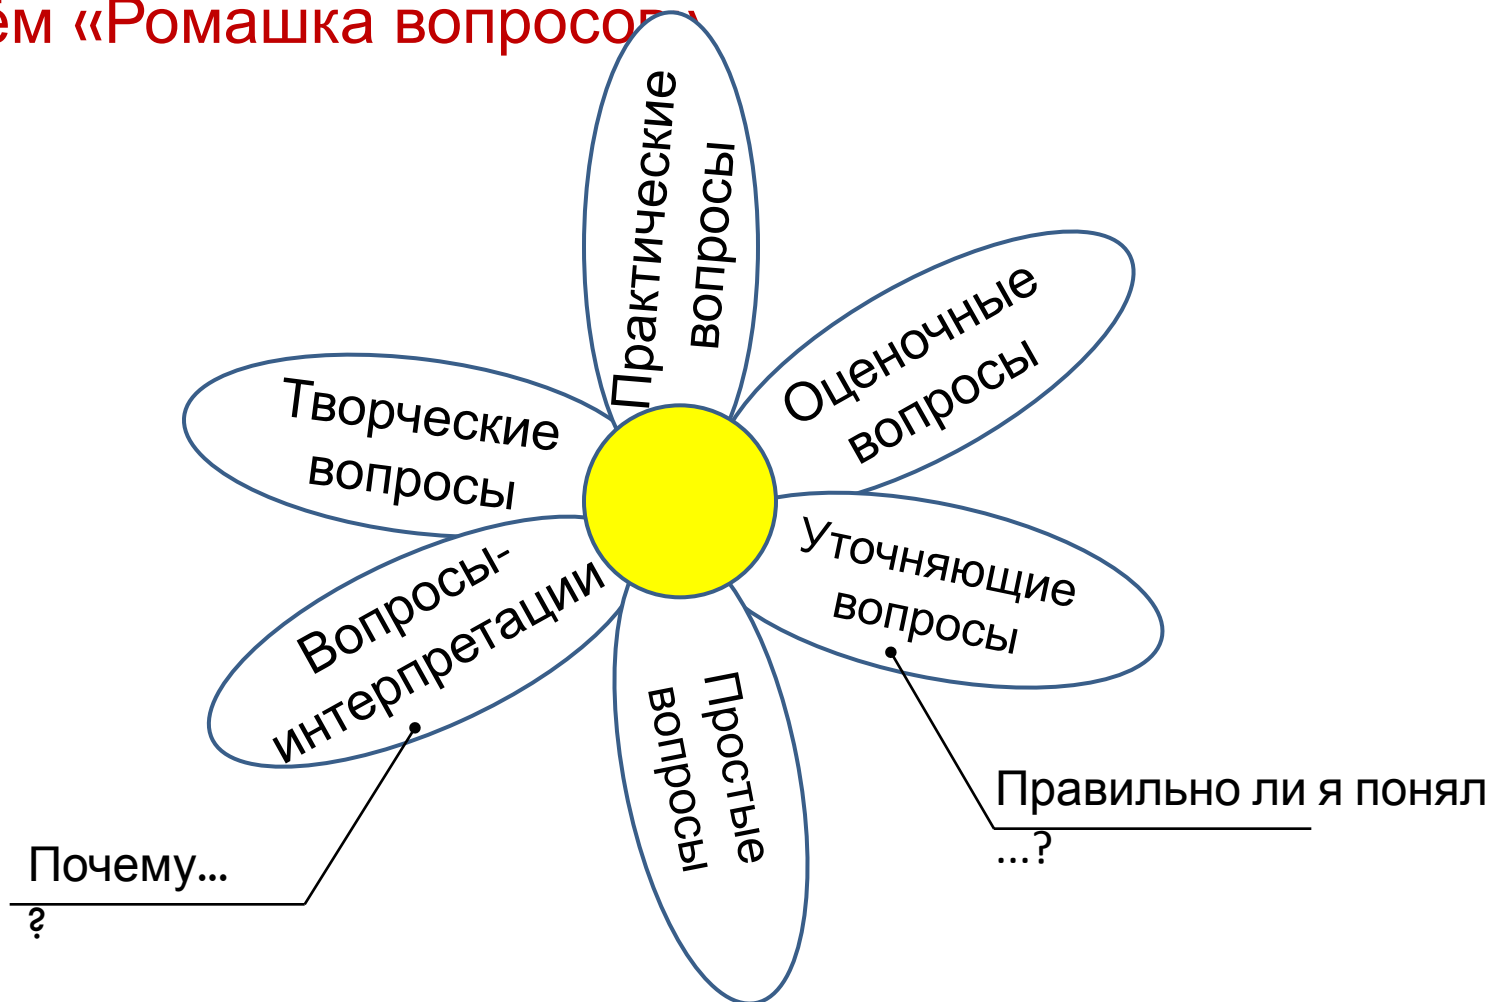 ём «Ромашка вопросов»
Практические
вопросы
Оценочные
вопросы
Творческие
вопросы
Уточняющие
вопросы
Вопросы-
интерпретации
Простые
вопросы
Правильно ли я понял
...?
Почему...
?